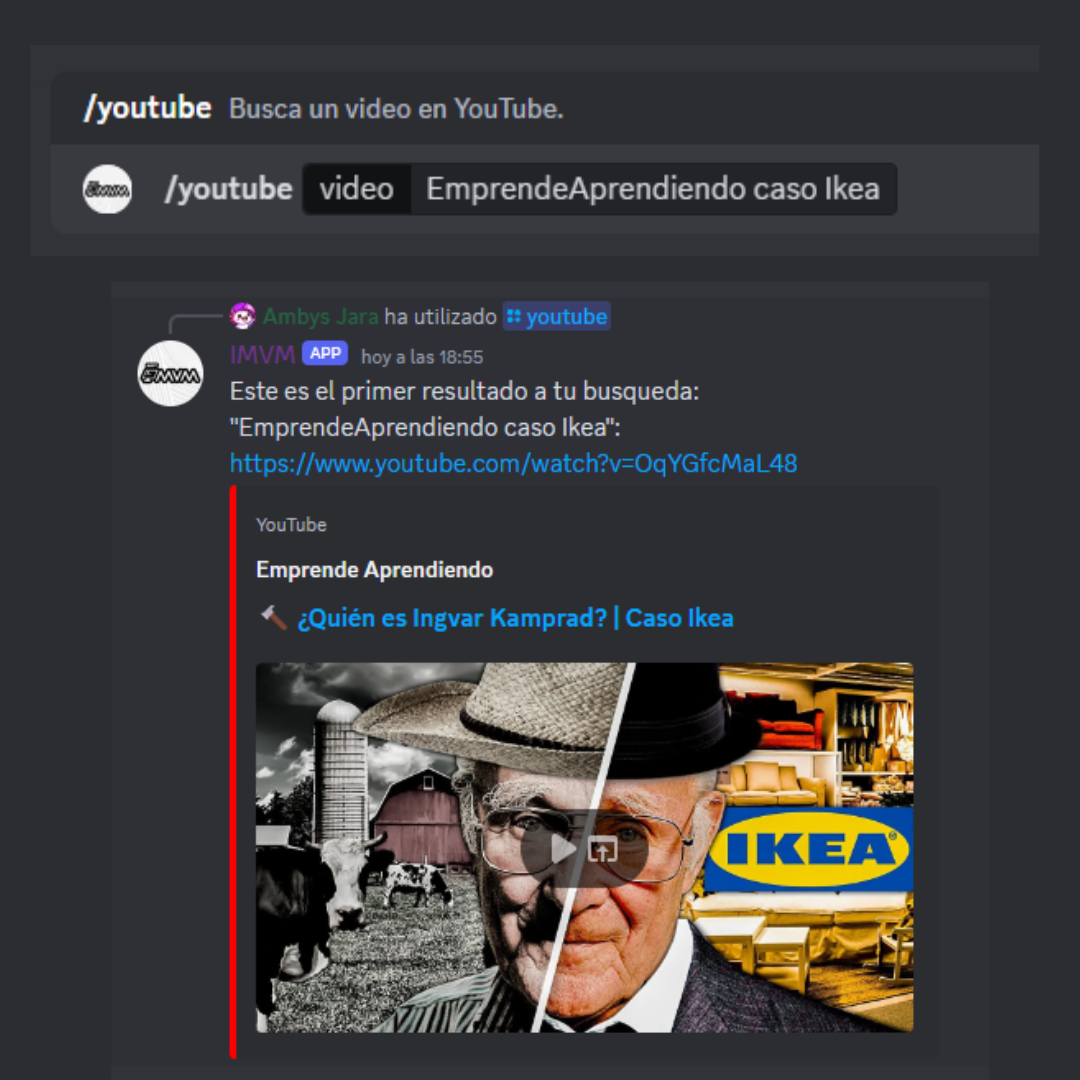 /youtube Busca un video en YouTube.
EMVM /youtube video EmprendeAprendiendo caso Ikea
Ambys Jara ha utilizado youtube
IMVM APP hoy a las 18:55
EMVM
Este es el primer resultado a tu busqueda:
"EmprendeAprendiendo caso Ikea":
https://www.youtube.com/watch?v=OqYGfcMaL48
YouTube
Emprende Aprendiendo
¿Quién es Ingvar Kamprad? | Caso Ikea
IKEA®